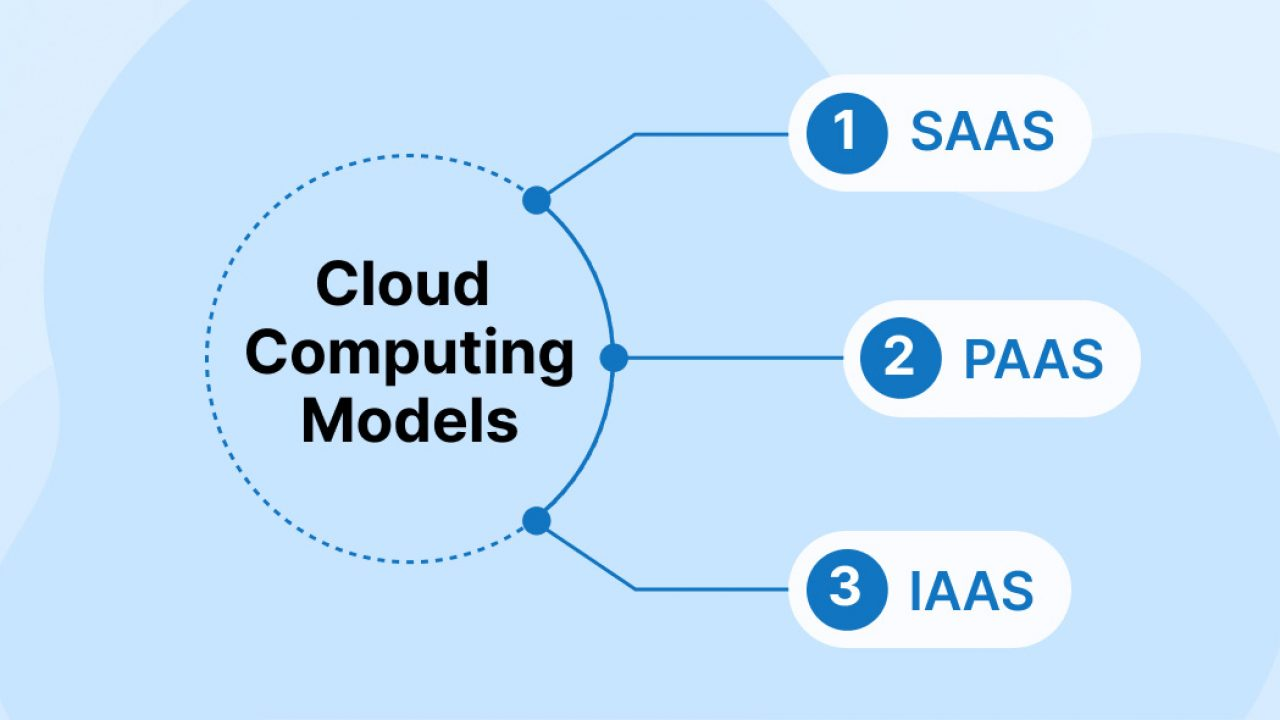 Cloud
Computing
Models
1 SAAS
2 PAAS
3 IAAS